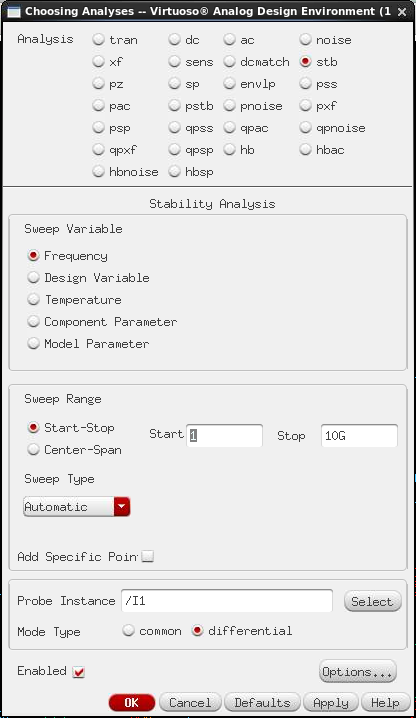 Choosing Analyses -- Virtuoso® Analog Design Environment (1
Analysis tran dc ac noise
xf sens dcmatch stb
pz sp envlp pss
pac pstb pnoise pxf
psp qpss qpac qpnoise
qpxf qpsp hb hbac
hbnoise hbsp
Stability Analysis
Sweep Variable
Frequency
Design Variable
Temperature
Component Parameter
Model Parameter
Sweep Range
Start-Stop Start 1 Stop 10G
Center-Span
Sweep Type
Automatic
Add Specific Poin
Probe Instance /I1 Select
Mode Type common differential
Enabled Options...
OK Cancel Defaults Apply Help